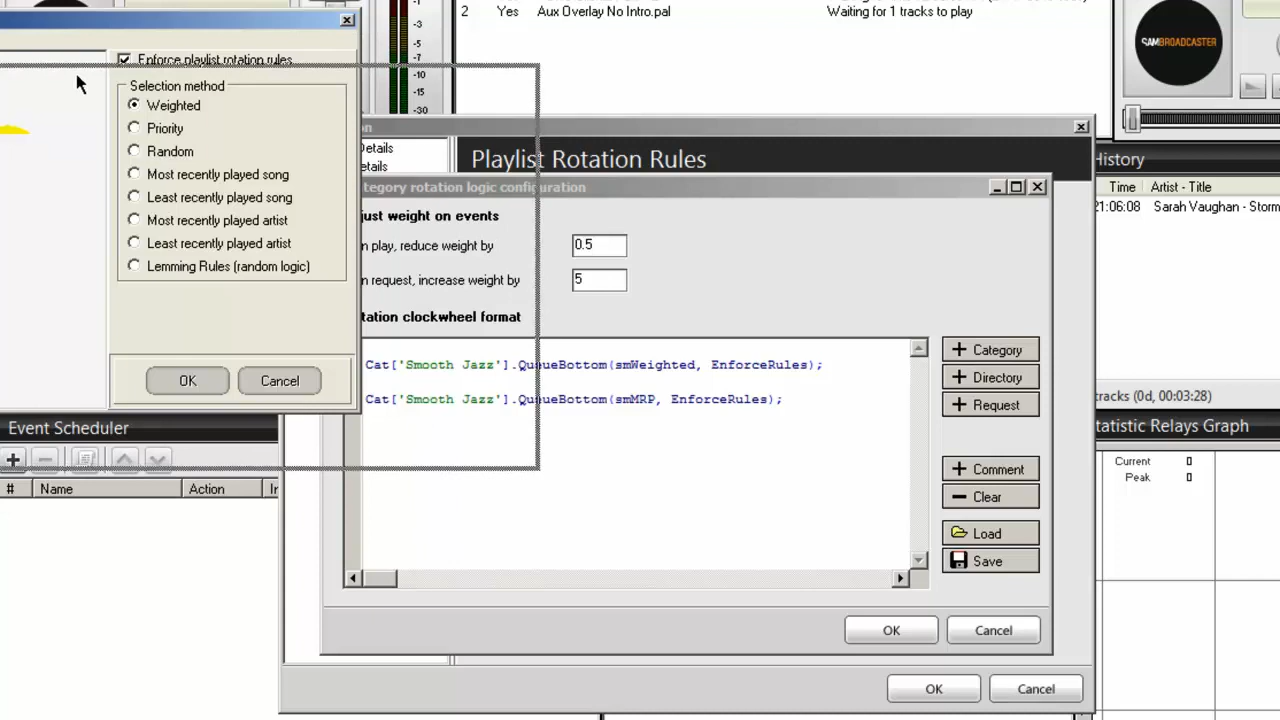 2 Yes Aux Overlay No Intro.pal Waiting for 1 tracks to play
-3
-5
-7
-10
-15
-30
SAMBROADCASTER
Enforce playlist rotation rules
Selection method
Weighted
Priority
Random
Most recently played song
Least recently played song
Most recently played artist
Least recently played artist
Lemming Rules (random logic)
OK Cancel
Details
etails
Playlist Rotation Rules
tegory rotation logic configuration
just weight on events
n play, reduce weight by 0.5
n request, increase weight by 5
tation clockwheel format
Cat['Smooth Jazz'].QueueBottom(smWeighted, EnforceRules);
Cat['Smooth Jazz'].QueueBottom(smMRP, EnforceRules);
Category
Directory
Request
Comment
Clear
Load
Save
OK Cancel
OK Cancel
History
Time Artist - Title
21:06:08 Sarah Vaughan - Storm
tracks (0d, 00:03:28)
tatistic Relays Graph
Current 0
Peak 0
Event Scheduler
# Name Action